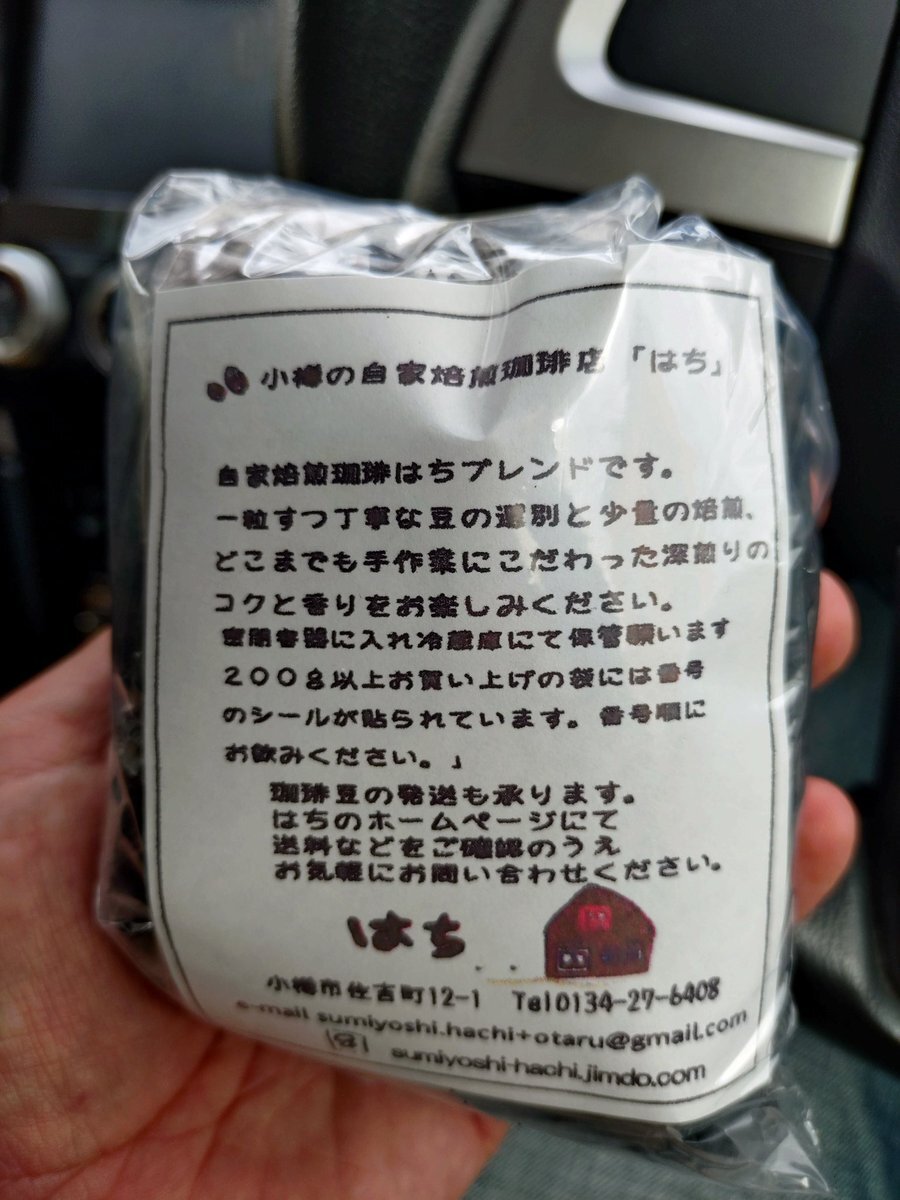 小樽の自家焙煎珈琲店「はち」
自家焙煎珈琲はちブレンドです。
一粒すつ丁寧な豆の選別と少量の焙煎、
どこまでも手作業にこだわった深煎りの
コクと香りをお楽しみください。
密閉容器に入れ冷蔵庫にて保管願います
200g以上お買い上げの袋には番号
のシールが貼られています。番号順に
お飲みください。」
珈琲豆の発送も承ります。
はちのホームページにて
送料などをご確認のうえ
お気軽にお問い合わせください。
はち
小樽市住吉町12-1 Tel0134-27-6408
e-mail sumiyoshi.hachi+otaru@gmail.com
sumiyoshi-hachi.jimdo.com